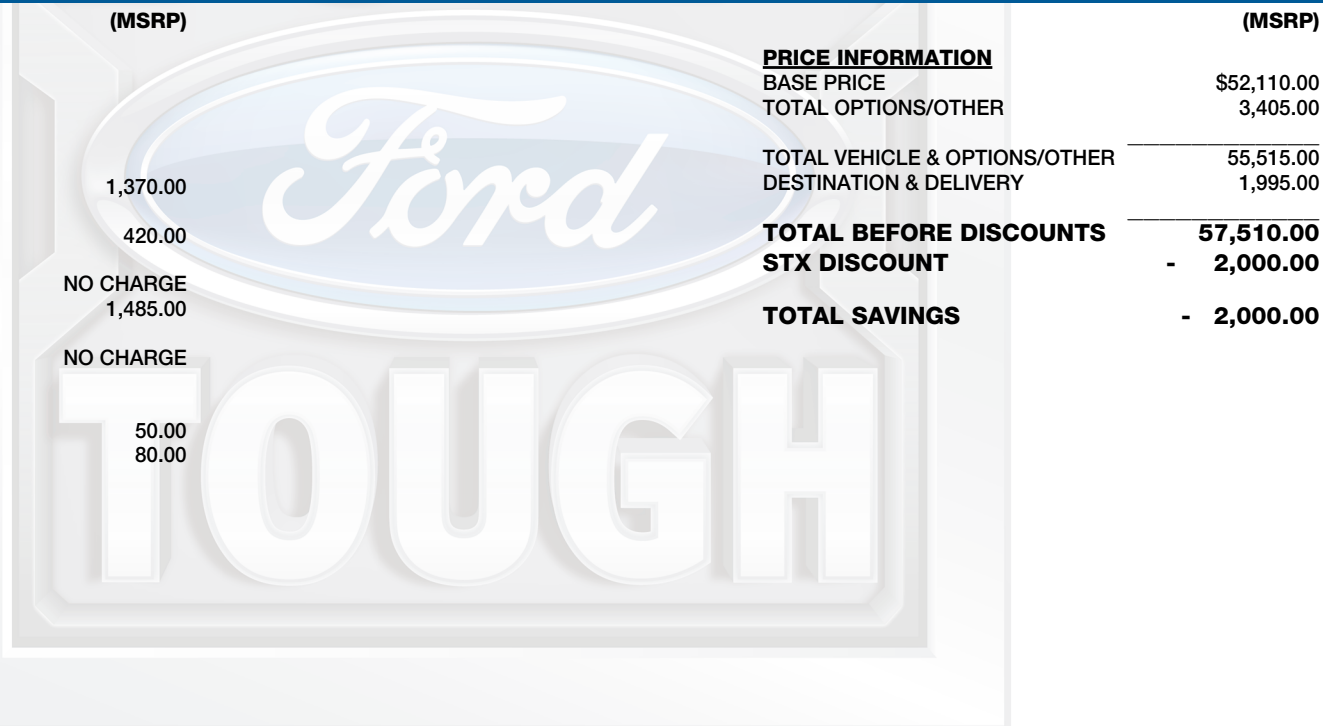 (MSRP)
1,370.00
420.00
NO CHARGE
1,485.00
NO CHARGE
50.00
80.00
(MSRP)
PRICE INFORMATION
BASE PRICE $52,110.00
TOTAL OPTIONS/OTHER 3,405.00
TOTAL VEHICLE & OPTIONS/OTHER 55,515.00
DESTINATION & DELIVERY 1,995.00
TOTAL BEFORE DISCOUNTS 57,510.00
STX DISCOUNT - 2,000.00
TOTAL SAVINGS - 2,000.00
Ford
TOUGH